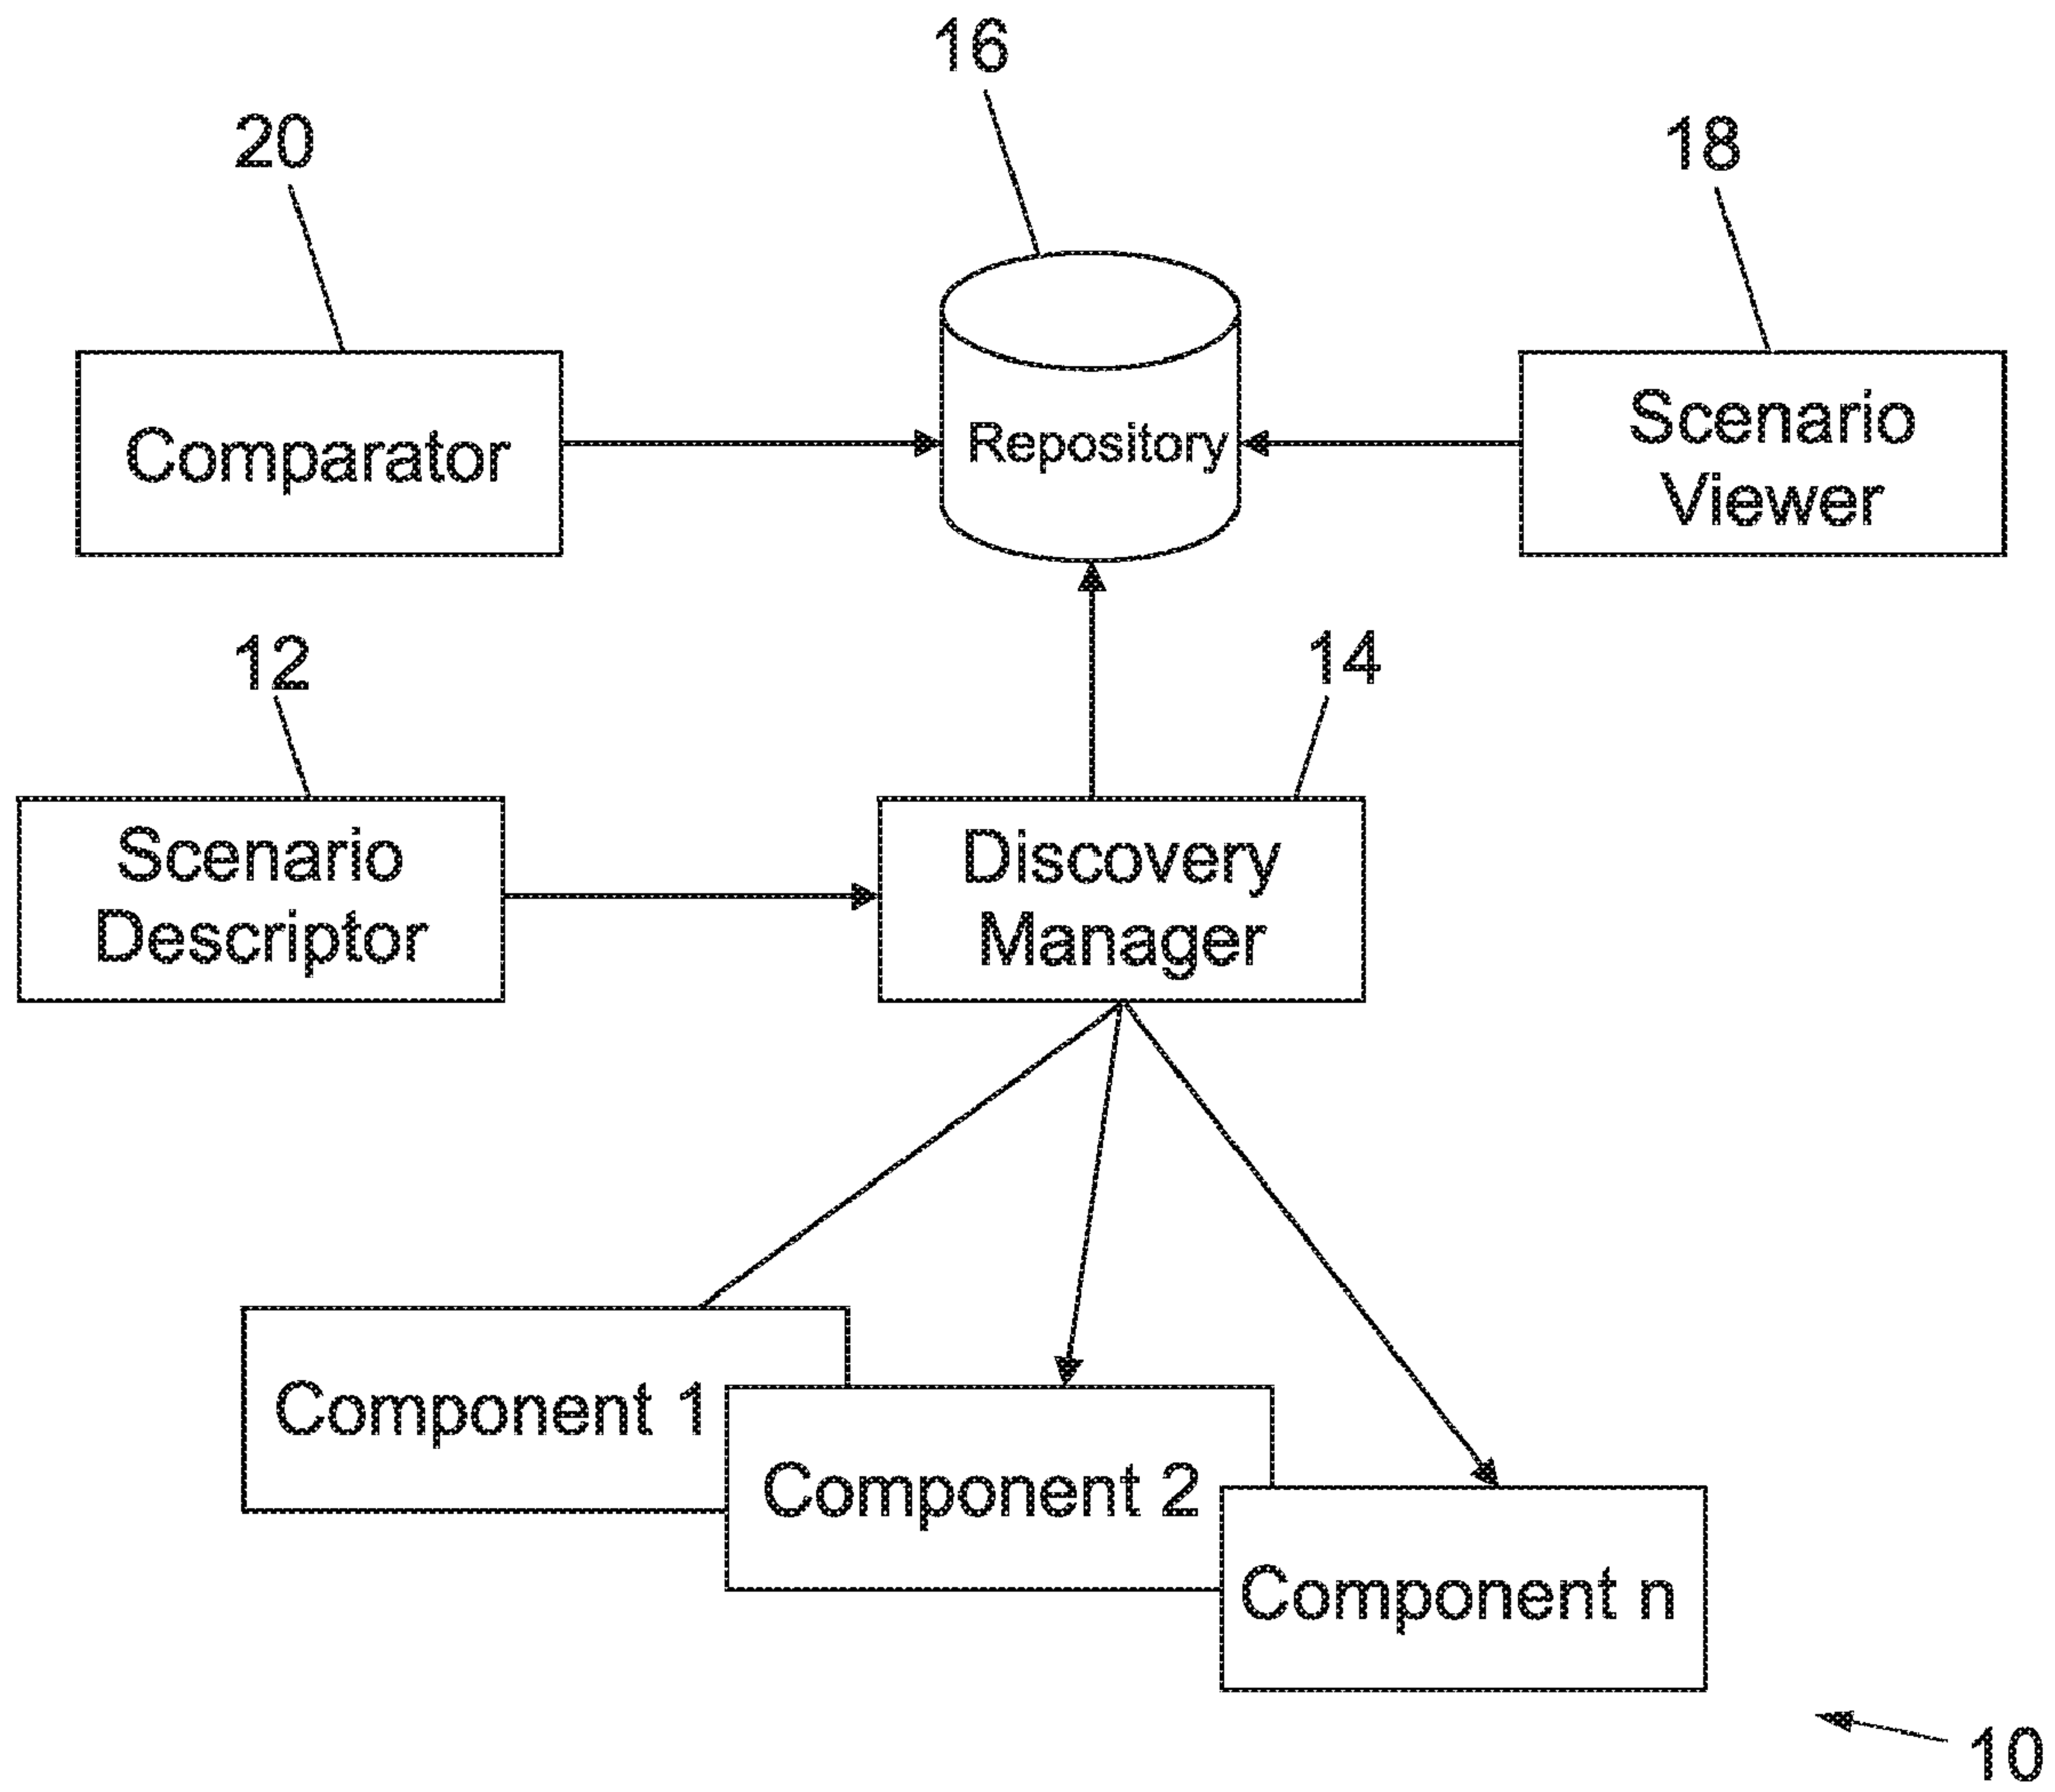 16
20
18
Comparator
Repository
Scenario
Viewer
12
14
Scenario
Descriptor
Discovery
Manager
Component 1
Component 2
Component n
10